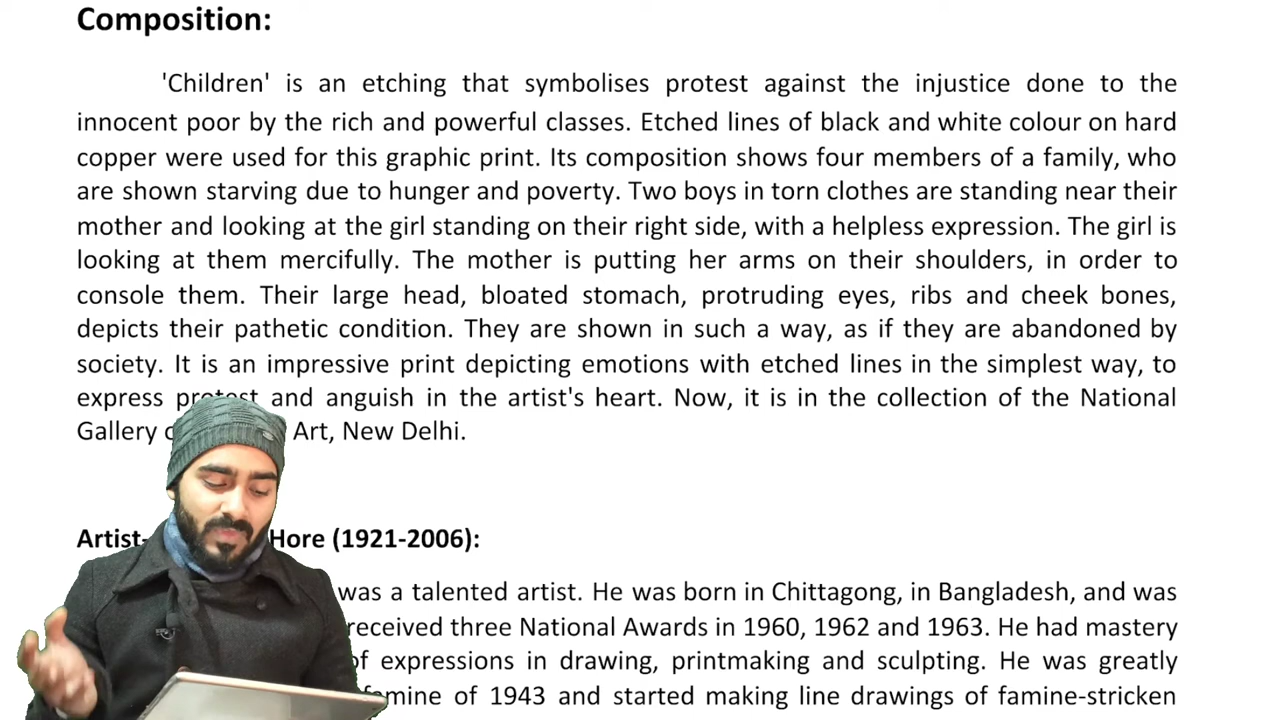 Composition:
'Children' is an etching that symbolises protest against the injustice done to the
innocent poor by the rich and powerful classes. Etched lines of black and white colour on hard
copper were used for this graphic print. Its composition shows four members of a family, who
are shown starving due to hunger and poverty. Two boys in torn clothes are standing near their
mother and looking at the girl standing on their right side, with a helpless expression. The girl is
looking at them mercifully. The mother is putting her arms on their shoulders, in order to
console them. Their large head, bloated stomach, protruding eyes, ribs and cheek bones,
depicts their pathetic condition. They are shown in such a way, as if they are abandoned by
society. It is an impressive print depicting emotions with etched lines in the simplest way, to
express protest and anguish in the artist's heart. Now, it is in the collection of the National
Gallery Art, New Delhi.
Artist- Hore (1921-2006):
was a talented artist. He was born in Chittagong, in Bangladesh, and was
received three National Awards in 1960, 1962 and 1963. He had mastery
of expressions in drawing, printmaking and sculpting. He was greatly
famine of 1943 and started making line drawings of famine-stricken